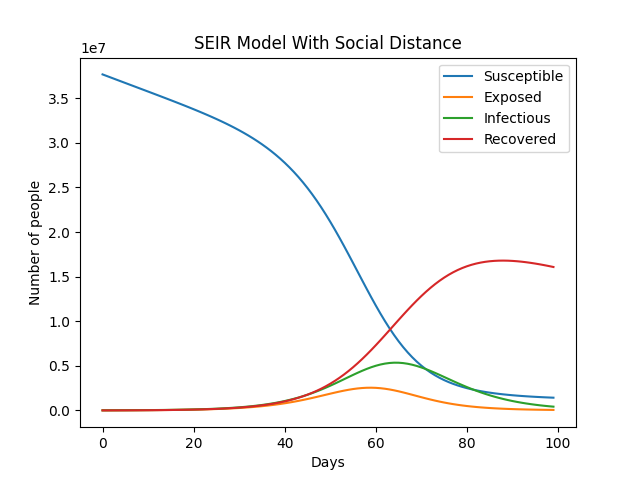 SEIR Model With Social Distance
1e7
Susceptible
Exposed
Infectious
Recovered
3.5
3.0
2.5
2.0
1.5
1.0
0.5
0.0
Number of people
0 20 40 60 80 100
Days